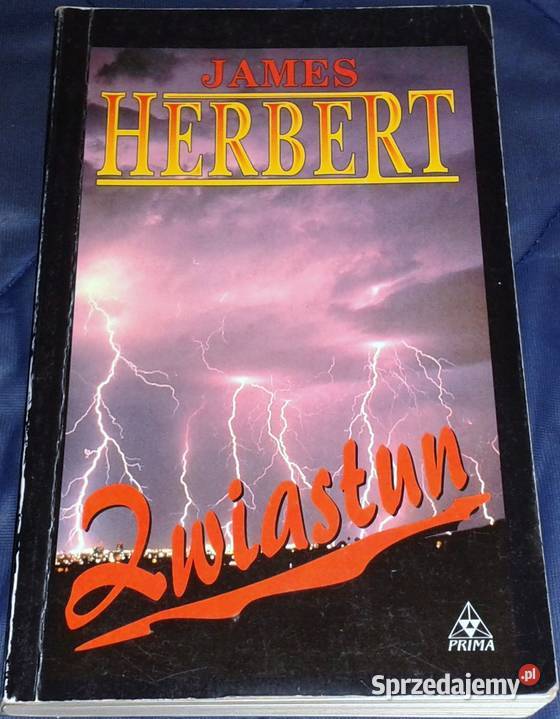 JAMES
HERBERT
Zwiastun
PRIMA
Sprzedajemy.pl